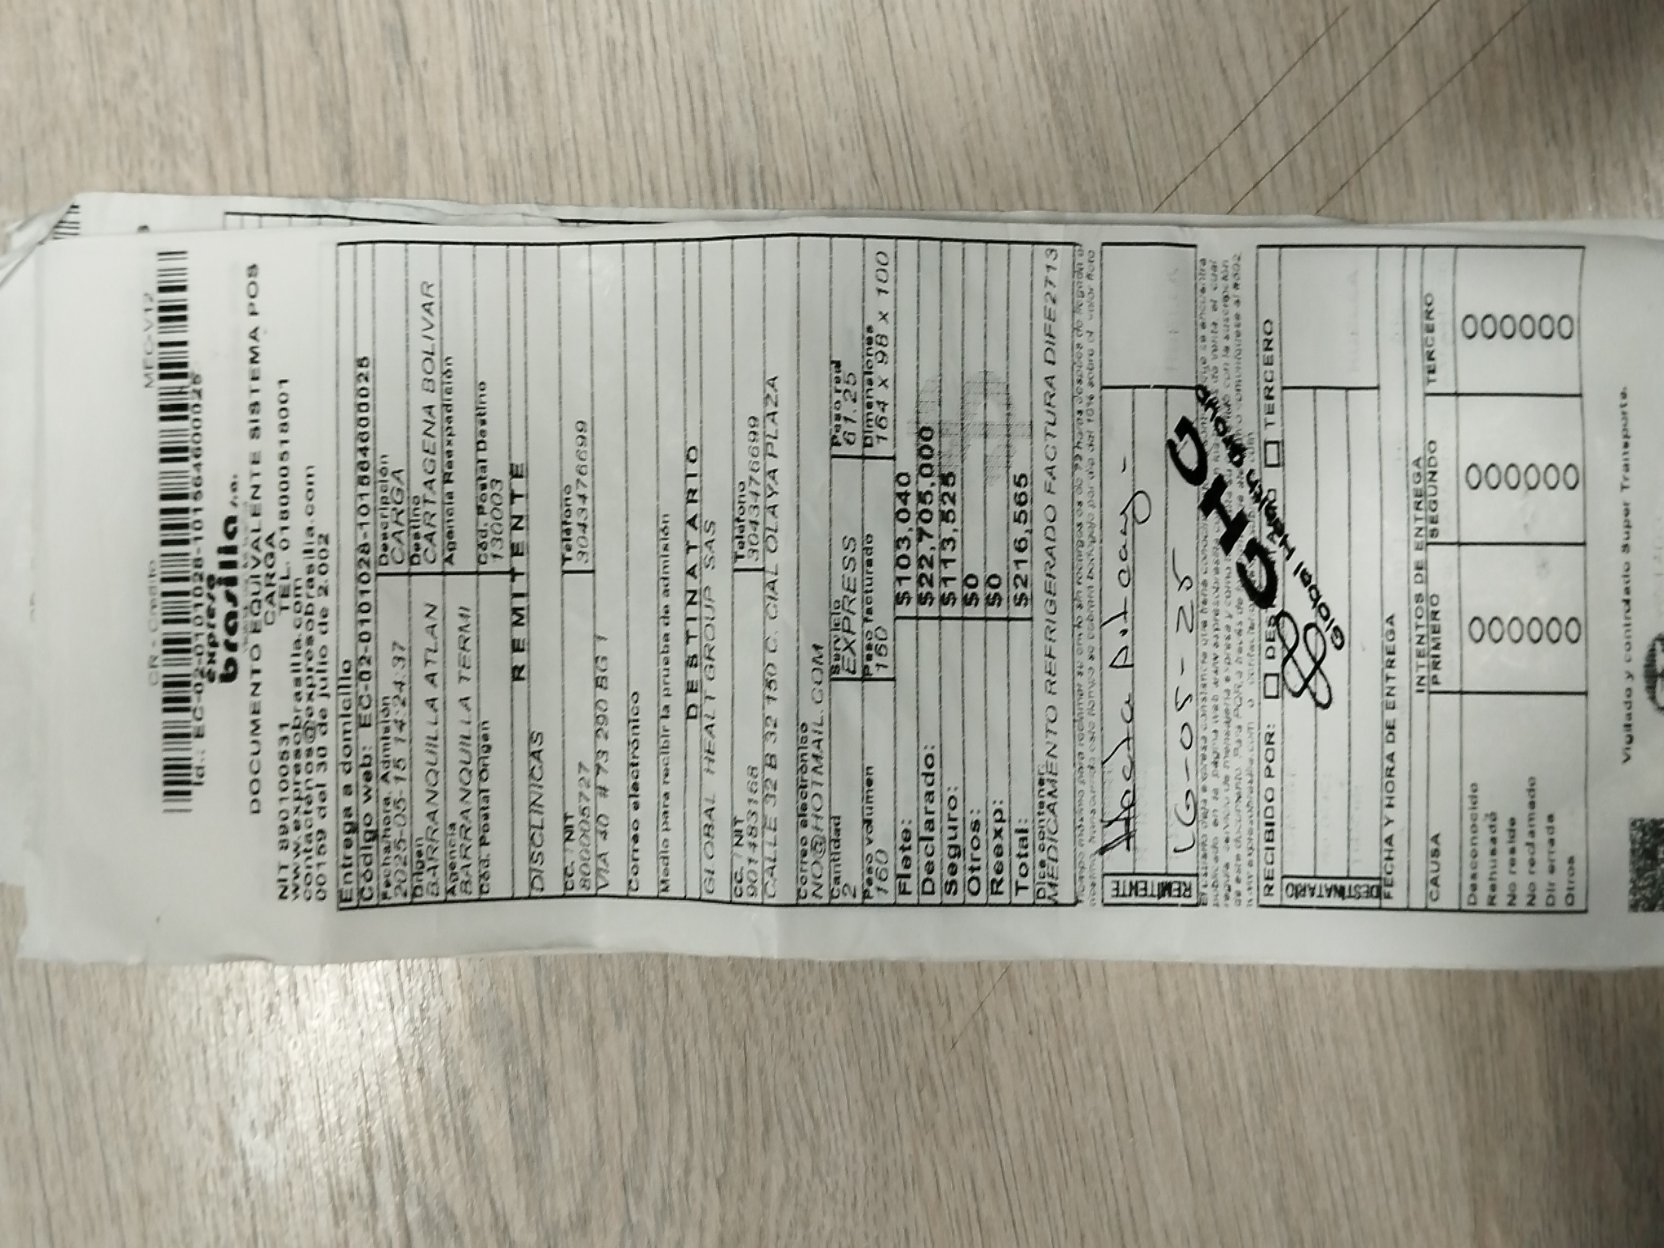 CR - Crédito MFC-V12
Id.: EC-02-0101028-1015646000025
expreso
brasilia s.a.
DOCUMENTO EQUIVALENTE SISTEMA POS
CARGA
NIT 890100531 TEL. 018000518001
www.expresobrasilia.com
contactenos@expresobrasilia.com
00159 del 30 de julio de 2.002
Entrega a domicilio
Código web: EC-02-0101028-1015646000025
Fecha/hora. Admisión Descripción
2025-05-15 14:24:37 CARGA
Origen Destino
BARRANQUILLA ATLAN CARTAGENA BOLIVAR
Agencia Agencia Reexpedición
BARRANQUILLA TERMI
Cód. Postal Origen Cód. Postal Destino
130003
REMITENTE
DISCLINICAS
CC. / NIT Teléfono
8000005727 3043476699
VIA 40 # 73 290 BG 1
Correo electrónico
Medio para recibir la prueba de admisión
DESTINATARIO
GLOBAL HEALT GROUP SAS
CC. / NIT Teléfono
901483168 3043476699
CALLE 32 B 32 150 C. CIAL OLAYA PLAZA
Correo electrónico
NO@HOTMAIL.COM
Cantidad Servicio Peso real
2 EXPRESS 61.25
Peso volumen Peso facturado Dimensiones
160 160 164 x 98 x 100
Flete: $103,040
Declarado: $22,705,000
Seguro: $113,525
Otros: $0
Reexp: $0
Total: $216,565
Dice contener:
MEDICAMENTO REFRIGERADO FACTURA DIFE2713
REMITENTE
16-05-25
RECIBIDO POR: TERCERO
GHG
Global Health Group
DESTINATARIO
FECHA Y HORA DE ENTREGA
INTENTOS DE ENTREGA
CAUSA PRIMERO SEGUNDO TERCERO
Desconocido
Rehusado
No reside
No reclamado
Dir errada
Otros
Vigilado y controlado Super Transporte.